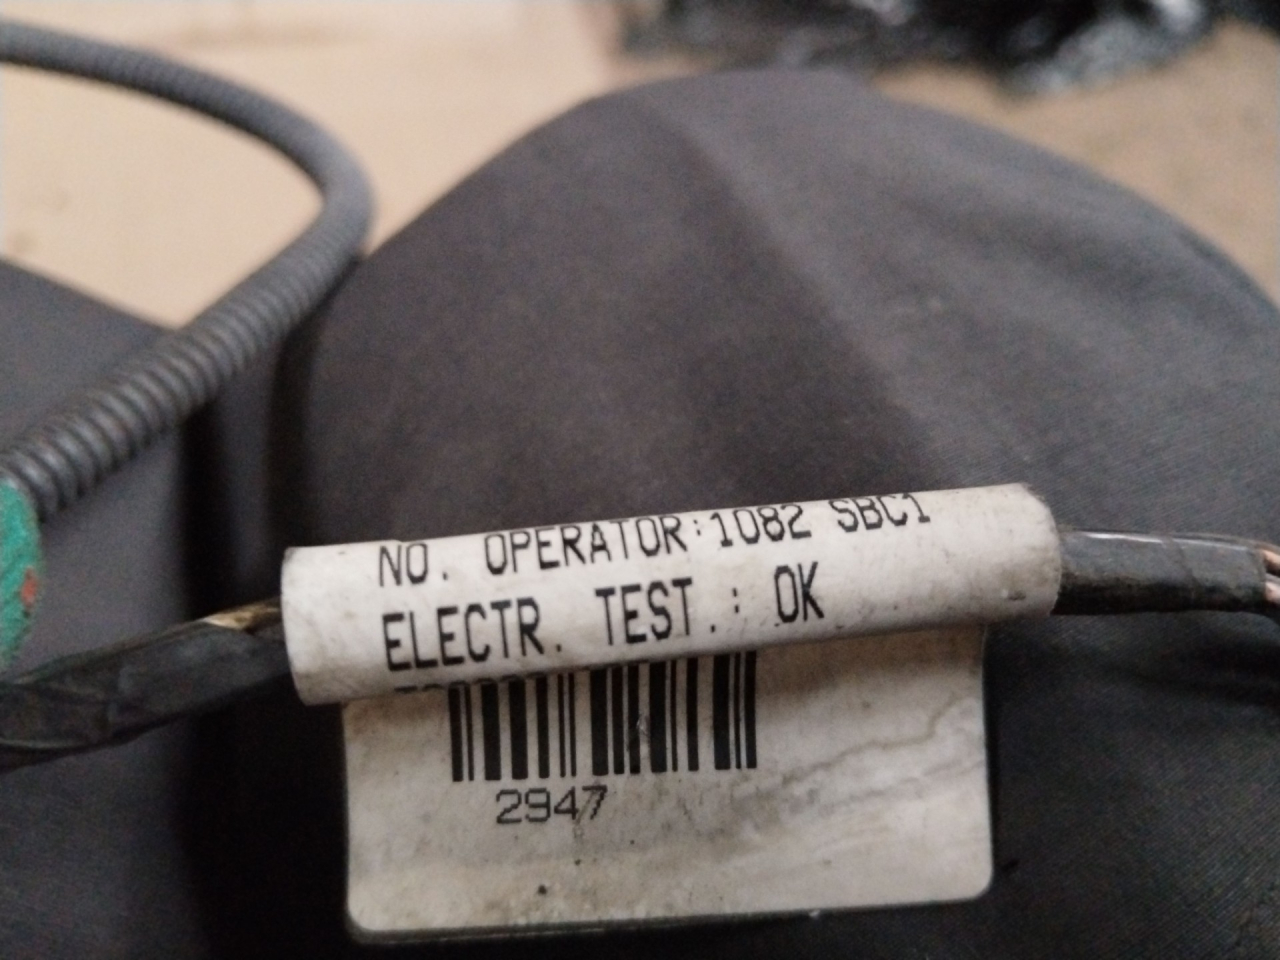 NO. OPERATOR:1082 SBC1
ELECTR. TEST.: OK
2947